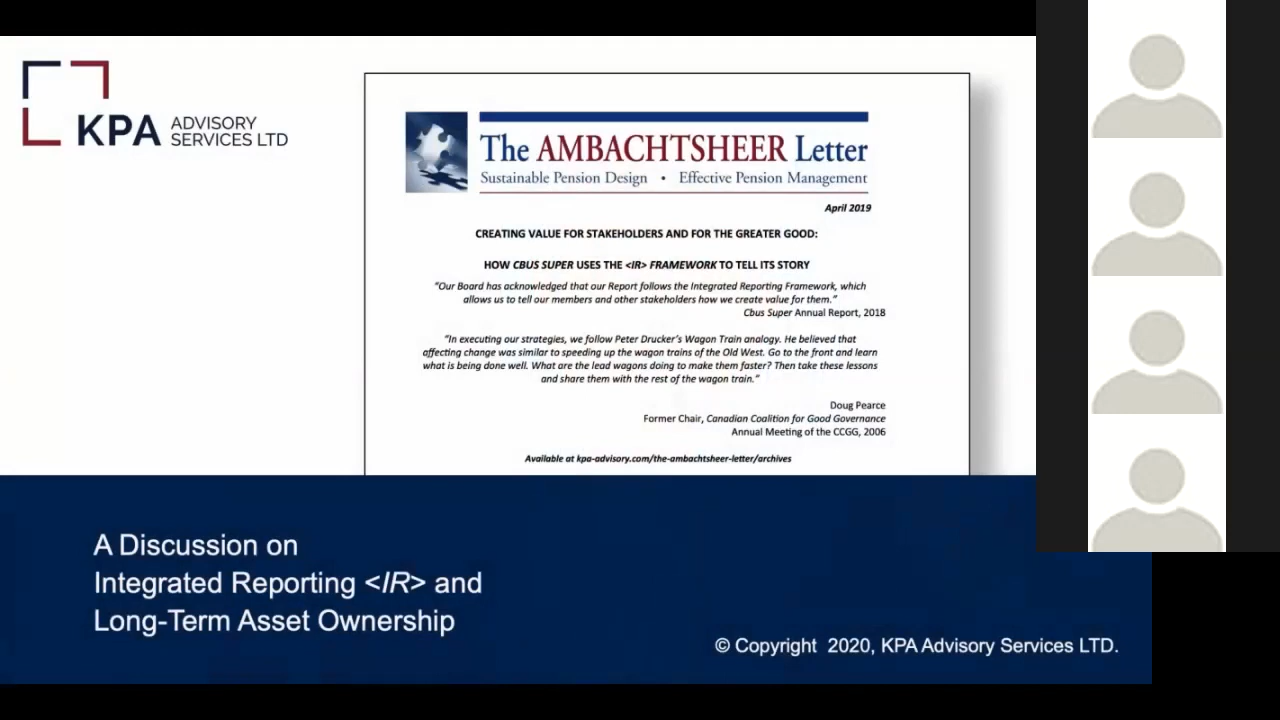 KPA ADVISORY
SERVICES LTD
The AMBACHTSHEER Letter
Sustainable Pension Design • Effective Pension Management
April 2019
CREATING VALUE FOR STAKEHOLDERS AND FOR THE GREATER GOOD:
HOW CBUS SUPER USES THE <IR> FRAMEWORK TO TELL ITS STORY
"Our Board has acknowledged that our Report follows the Integrated Reporting Framework, which
allows us to tell our members and other stakeholders how we create value for them."
Cbus Super Annual Report, 2018
"In executing our strategies, we follow Peter Drucker's Wagon Train analogy. He believed that
affecting change was similar to speeding up the wagon trains of the Old West. Go to the front and learn
what is being done well. What are the lead wagons doing to make them faster? Then take these lessons
and share them with the rest of the wagon train."
Doug Pearce
Former Chair, Canadian Coalition for Good Governance
Annual Meeting of the CCGG, 2006
Available at kpa-advisory.com/the-ambachtsheer-letter/archives
A Discussion on
Integrated Reporting <IR> and
Long-Term Asset Ownership
© Copyright 2020, KPA Advisory Services LTD.